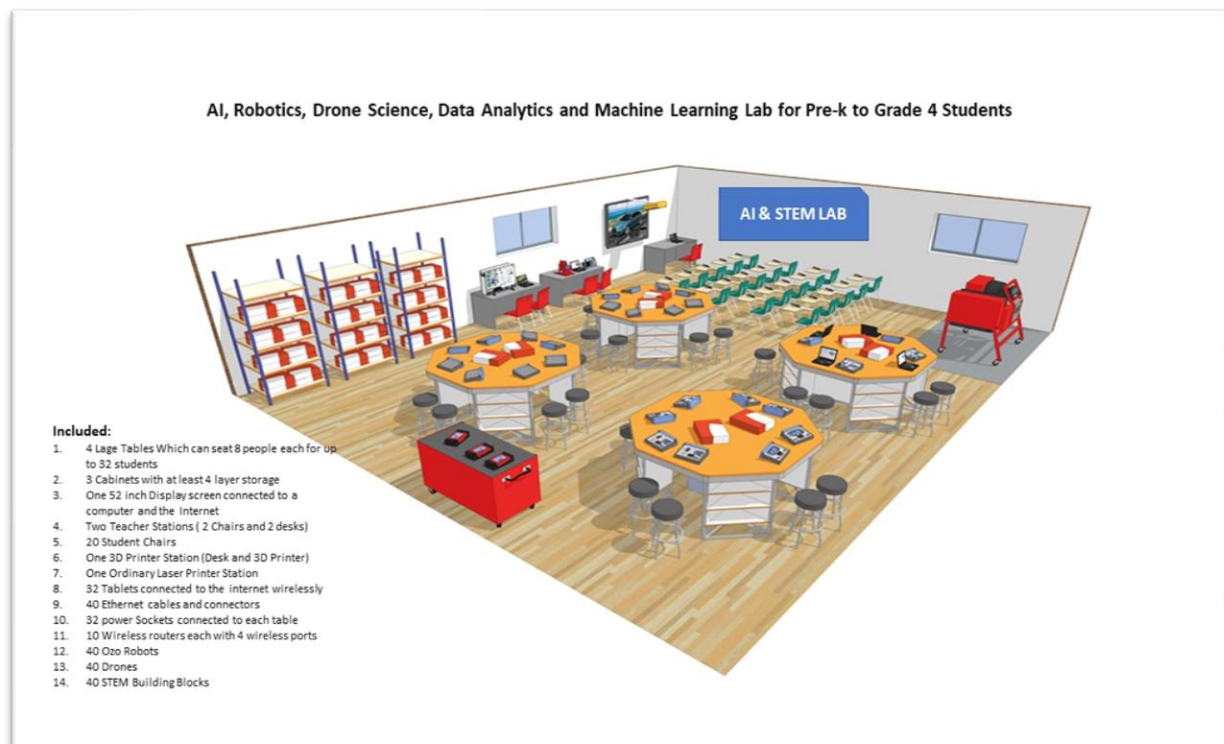 AI, Robotics, Drone Science, Data Analytics and Machine Learning Lab for Pre-k to Grade 4 Students
AI & STEM LAB
Included:
1. 4 Lage Tables Which can seat 8 people each for up
to 32 students
2. 3 Cabinets with at least 4 layer storage
3. One 52 inch Display screen connected to a
computer and the Internet
4. Two Teacher Stations ( 2 Chairs and 2 desks)
5. 20 Student Chairs
6. One 3D Printer Station (Desk and 3D Printer)
7. One Ordinary Laser Printer Station
8. 32 Tablets connected to the internet wirelessly
9. 40 Ethernet cables and connectors
10. 32 power Sockets connected to each table
11. 10 Wireless routers each with 4 wireless ports
12. 40 Ozo Robots
13. 40 Drones
14. 40 STEM Building Blocks